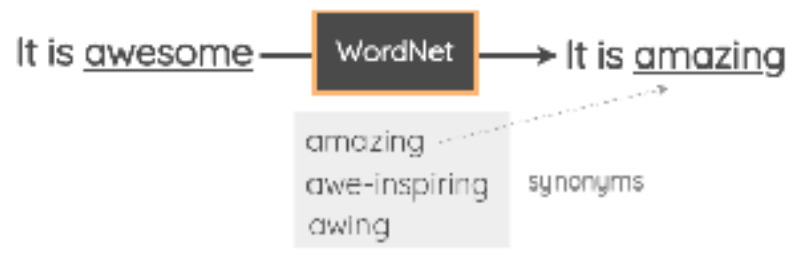 It is awesome
WordNet
It is amazing
amazing
awe-inspiring
synonyms
awing